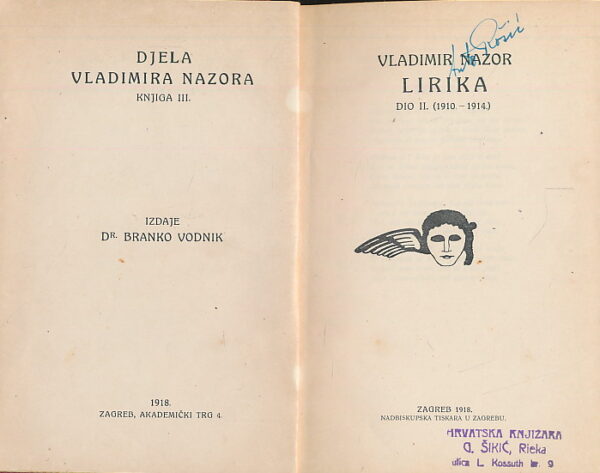 DJELA
VLADIMIRA NAZORA
KNJIGA III.
IZDAJE
DR. BRANKO VODNIK
1918.
ZAGREB, AKADEMIČKI TRG 4.
VLADIMIR NAZOR
LIRIKA
DIO II. (1910.–1914.)
ZAGREB 1918.
NADBISKUPSKA TISKARA U ZAGREBU.
HRVATSKA KNJIŽARA
G. ŠIKIĆ, Rieka
ulica L. Kossuth br. 9